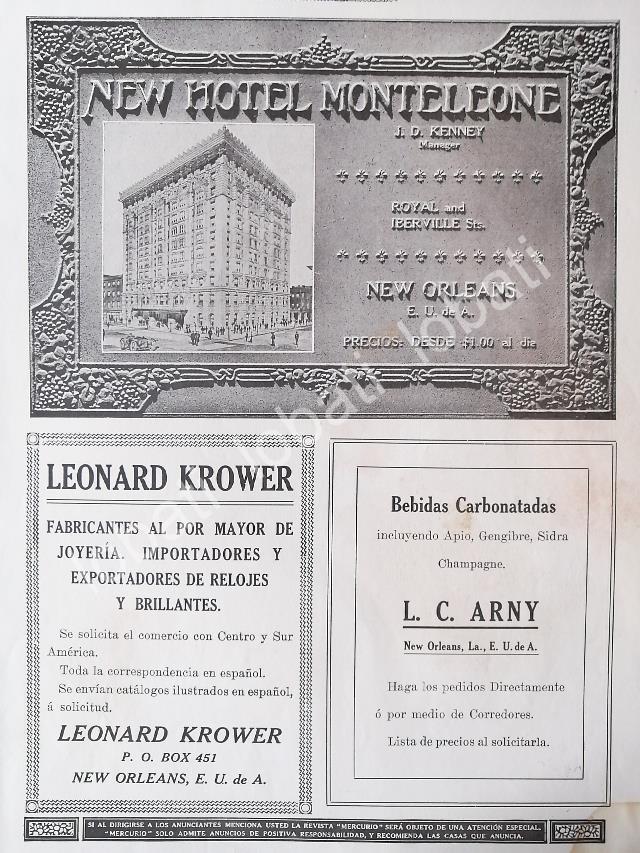 NEW HOTEL MONTELEONE
J. D. KENNEY
Manager
ROYAL and
IBERVILLE Sts.
NEW ORLEANS
E. U. de A.
PRECIOS: DESDE $1.00 al dia
LEONARD KROWER
FABRICANTES AL POR MAYOR DE
JOYERÍA. IMPORTADORES Y
EXPORTADORES DE RELOJES
Y BRILLANTES.
Se solicita el comercio con Centro y Sur
América.
Toda la correspondencia en español.
Se envían catálogos ilustrados en español,
á solicitud.
LEONARD KROWER
P. O. BOX 451
NEW ORLEANS, E. U. de A.
Bebidas Carbonatadas
incluyendo Apio, Gengibre, Sidra
Champagne.
L. C. ARNY
New Orleans, La., E. U. de A.
Haga los pedidos Directamente
ó por medio de Corredores.
Lista de precios al solicitarla.
SI AL DIRIGIRSE A LOS ANUNCIANTES MENCIONA USTED LA REVISTA "MERCURIO" SERÁ OBJETO DE UNA ATENCIÓN ESPECIAL.
"MERCURIO" SOLO ADMITE ANUNCIOS DE POSITIVA RESPONSABILIDAD, Y RECOMIENDA LAS CASAS QUE ANUNCIA.